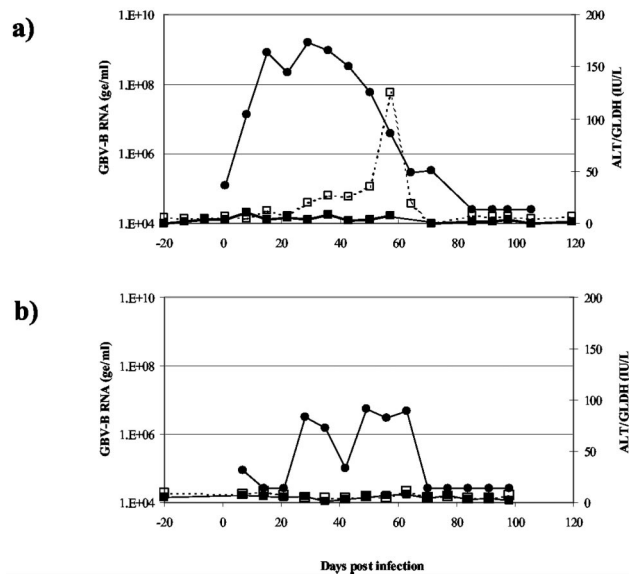 a)
GBV-B RNA (ge/ml)
1.E+10
1.E+08
1.E+06
1.E+04
200
150
100
50
0
ALT/GLDH (IU/L
-20 0 20 40 60 80 100 120
b)
GBV-B RNA (ge/ml)
1.E+10
1.E+08
1.E+06
1.E+04
200
150
100
50
0
ALT/GLDH (IU/L
-20 0 20 40 60 80 100 120
Days post infection